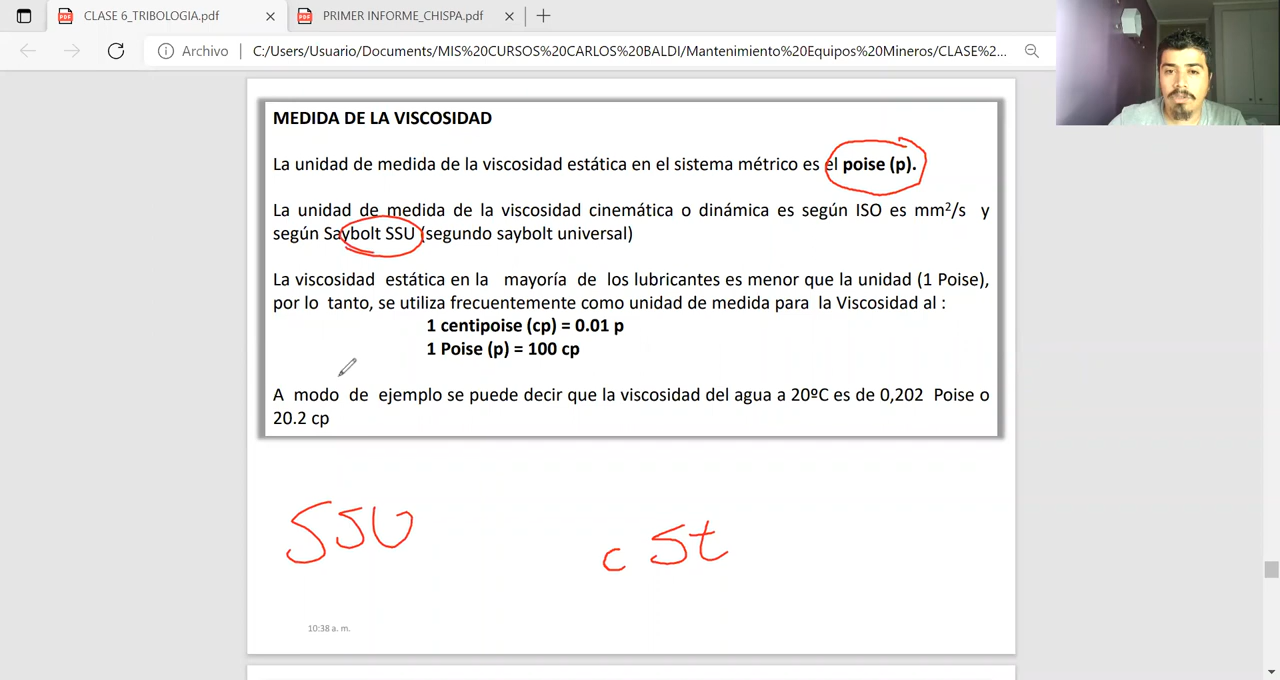 CLASE 6_TRIBOLOGIA.pdf
PRIMER INFORME_CHISPA.pdf
Archivo
C:/Users/Usuario/Documents/MIS%20CURSOS%20CARLOS%20BALDI/Mantenimiento%20Equipos%20Mineros/CLASE%2...
MEDIDA DE LA VISCOSIDAD
La unidad de medida de la viscosidad estática en el sistema métrico es el poise (p).
La unidad de medida de la viscosidad cinemática o dinámica es según ISO es mm²/s y
según Saybolt SSU (segundo saybolt universal)
La viscosidad estática en la mayoría de los lubricantes es menor que la unidad (1 Poise),
por lo tanto, se utiliza frecuentemente como unidad de medida para la Viscosidad al :
1 centipoise (cp) = 0.01 p
1 Poise (p) = 100 cp
A modo de ejemplo se puede decir que la viscosidad del agua a 20ºC es de 0,202 Poise o
20.2 cp
SSU
c St
10:38 a. m.